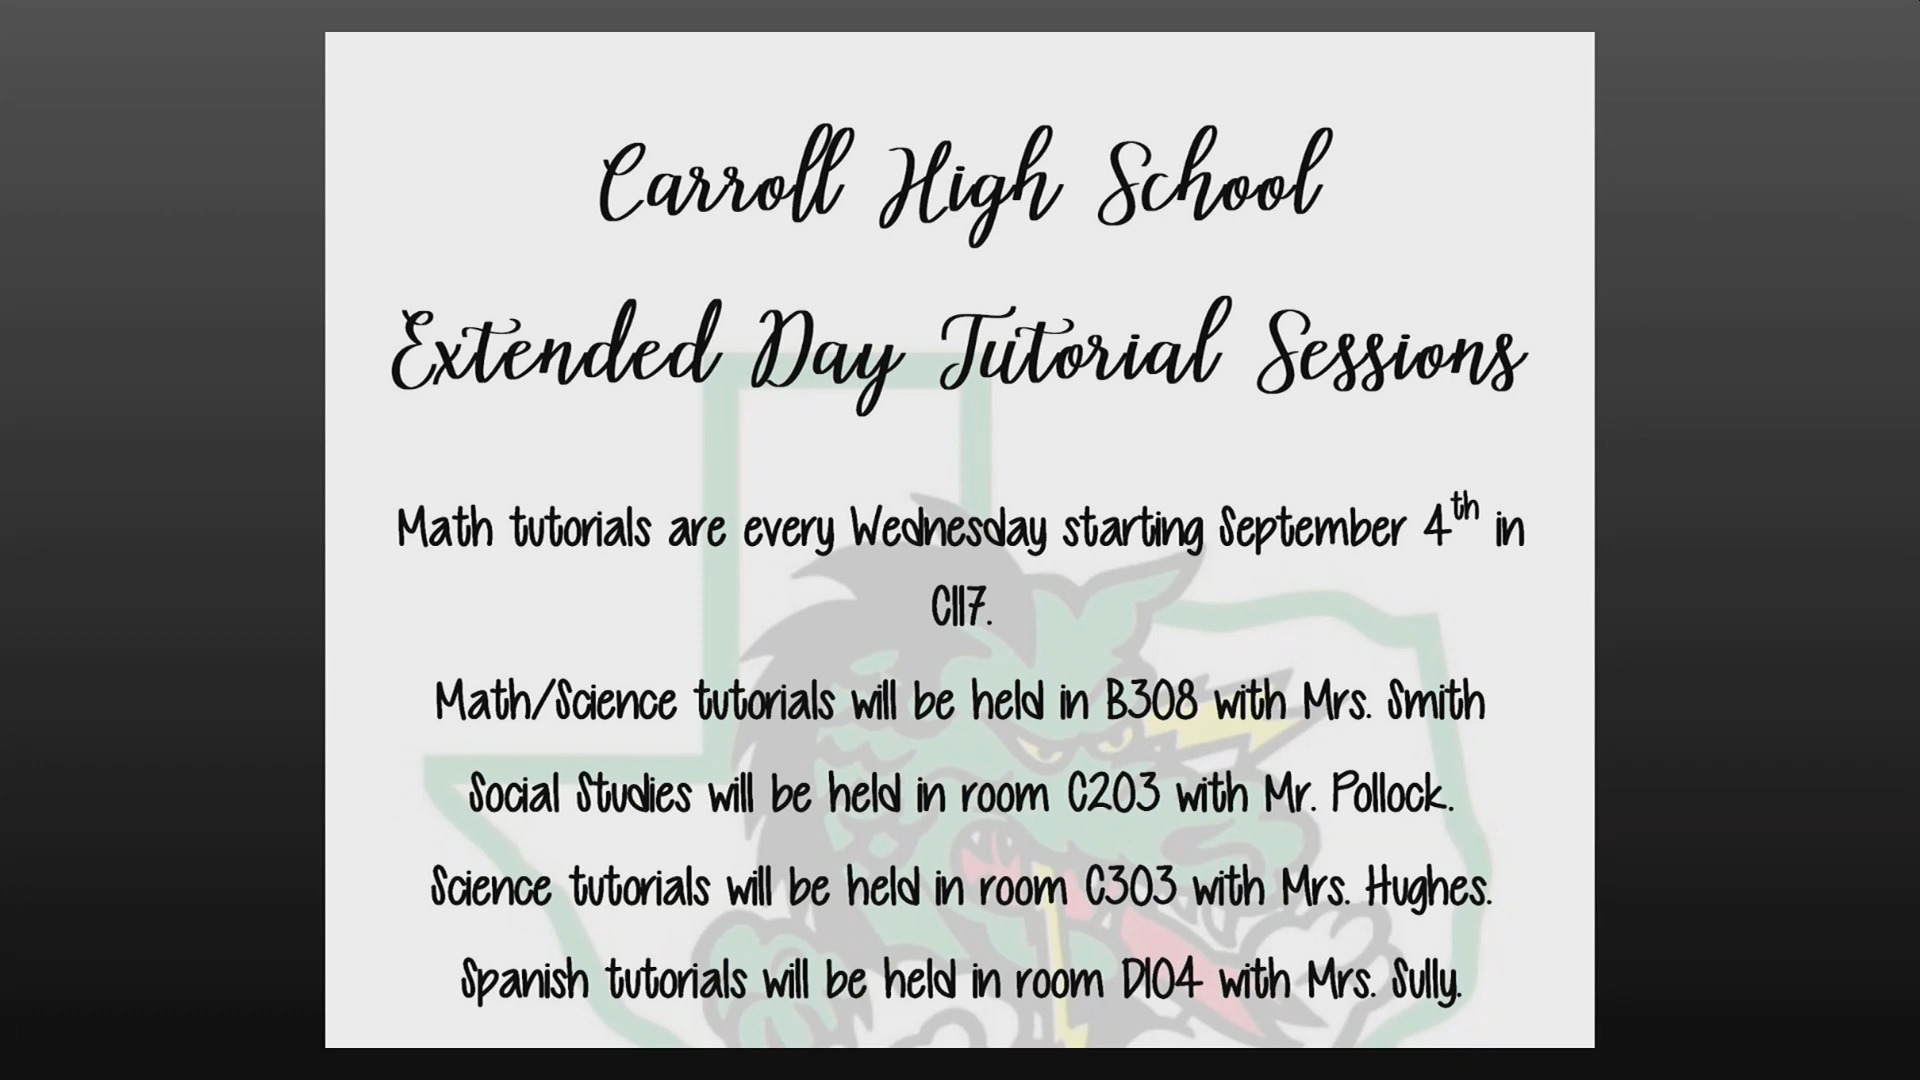 Carroll High School
Extended Day Tutorial Sessions
Math tutorials are every Wednesday starting September 4th in
C117.
Math/Science tutorials will be held in B308 with Mrs. Smith
Social Studies will be held in room C203 with Mr. Pollock.
Science tutorials will be held in room C303 with Mrs. Hughes.
Spanish tutorials will be held in room D104 with Mrs. Sully.